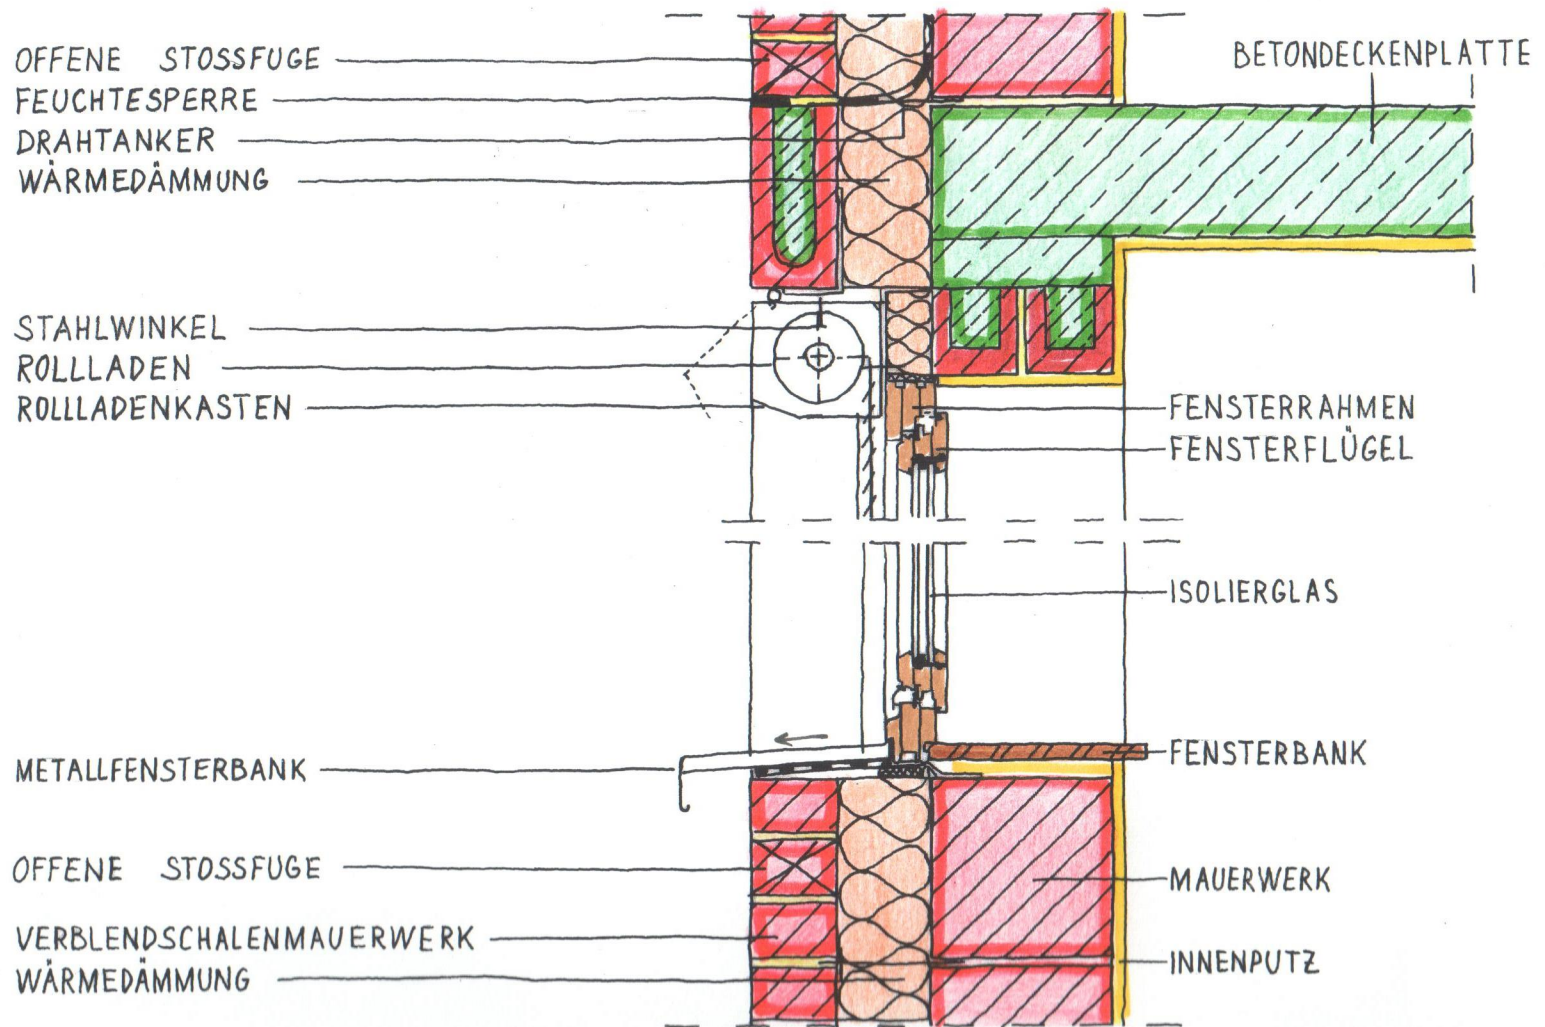 OFFENE STOSSFUGE
FEUCHTESPERRE
DRAHTANKER
WÄRMEDÄMMUNG
BETONDECKENPLATTE
STAHLWINKEL
ROLLLADEN
ROLLLADENKASTEN
FENSTERRAHMEN
FENSTERFLÜGEL
ISOLIERGLAS
METALLFENSTERBANK
FENSTERBANK
OFFENE STOSSFUGE
MAUERWERK
VERBLENDSCHALENMAUERWERK
WÄRMEDÄMMUNG
INNENPUTZ